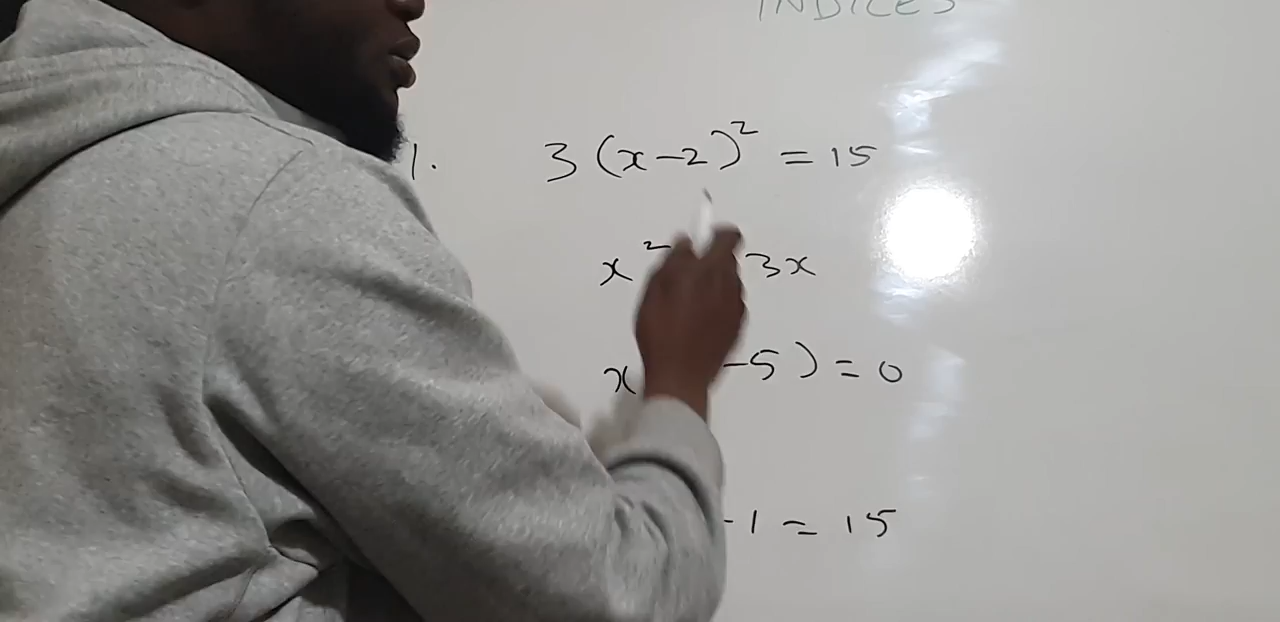 INDICES
1. 3(x-2)² = 15
x² 3x
x -5) = 0
-1 = 15